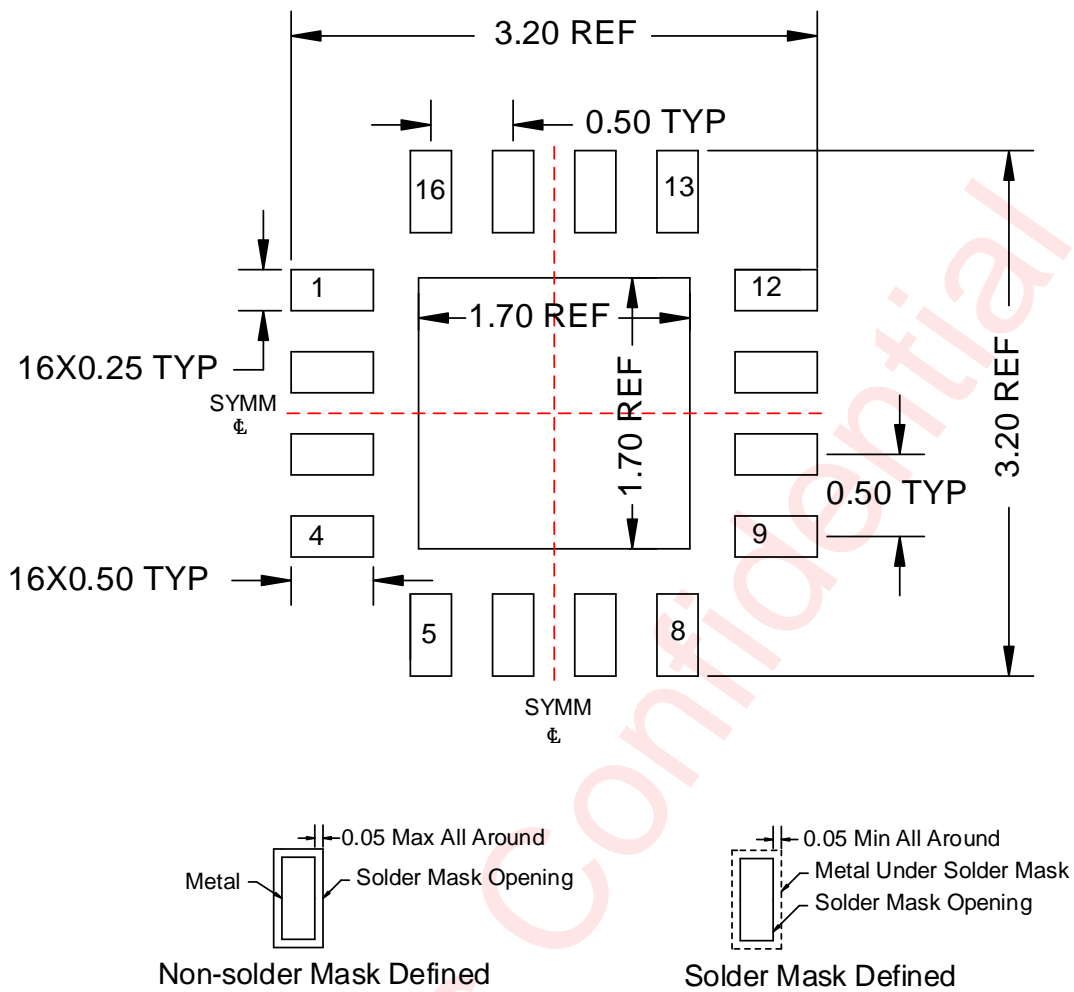 3.20 REF
0.50 TYP
16
13
1
12
1.70 REF
16X0.25 TYP
1.70 REF
3.20 REF
SYMM
℄
0.50 TYP
4
9
16X0.50 TYP
5
8
SYMM
℄
Confidential
0.05 Max All Around
Metal
Solder Mask Opening
Non-solder Mask Defined
0.05 Min All Around
Metal Under Solder Mask
Solder Mask Opening
Solder Mask Defined